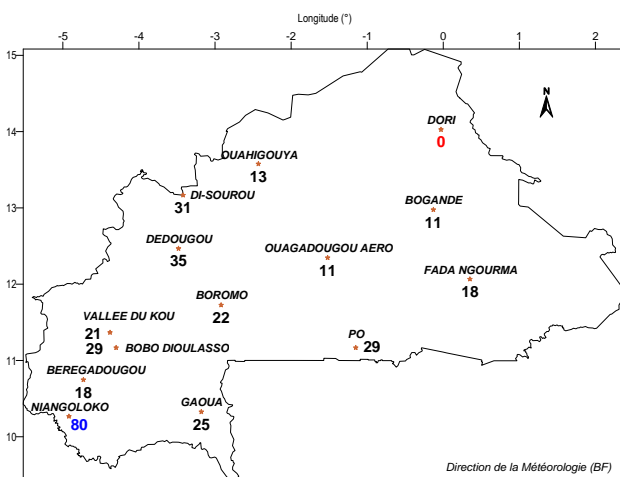 Longitude (°)
-5 -4 -3 -2 -1 0 1 2
15
14
13
12
11
10
N
DORI
0
OUAHIGOUYA
13
DI-SOUROU
31
BOGANDE
11
DEDOUGOU
35
OUAGADOUGOU AERO
11
FADA NGOURMA
18
BOROMO
22
VALLEE DU KOU
21
29 BOBO DIOULASSO
PO
29
BEREGADOUGOU
18
NIANGOLOKO
80
GAOUA
25
Direction de la Météorologie (BF)